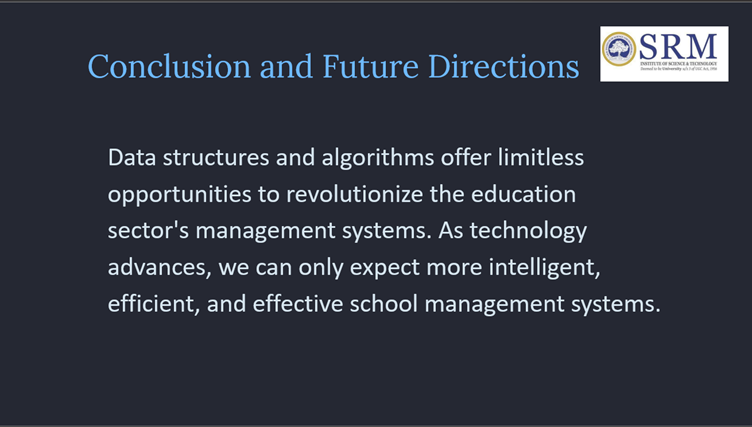 Conclusion and Future Directions
SRM
INSTITUTE OF SCIENCE & TECHNOLOGY
Deemed to be University u/s 3 of UGC Act, 1956
Data structures and algorithms offer limitless
opportunities to revolutionize the education
sector's management systems. As technology
advances, we can only expect more intelligent,
efficient, and effective school management systems.